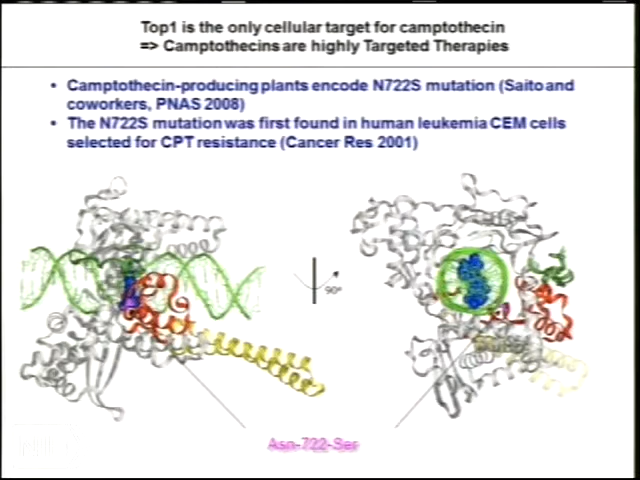 Top1 is the only cellular target for camptothecin
=> Camptothecins are highly Targeted Therapies
• Camptothecin-producing plants encode N722S mutation (Saito and
coworkers, PNAS 2008)
• The N722S mutation was first found in human leukemia CEM cells
selected for CPT resistance (Cancer Res 2001)
90°
Asn-722-Ser